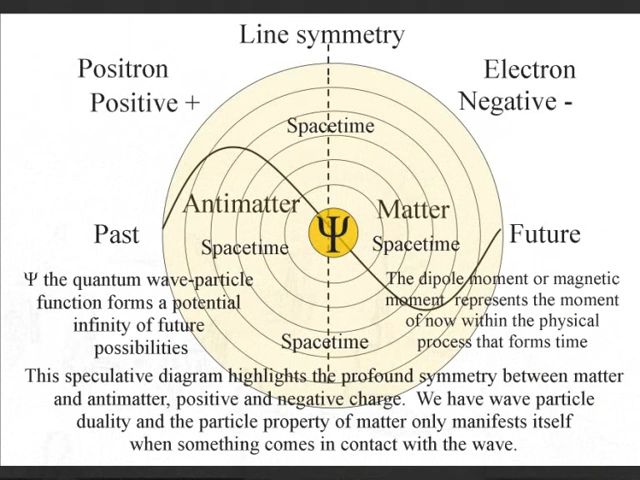 Line symmetry
Positron
Positive +
Electron
Negative -
Spacetime
Antimatter
Matter
Ψ
Past
Spacetime
Spacetime
Future
Ψ the quantum wave-particle
function forms a potential
infinity of future
possibilities
The dipole moment or magnetic
moment represents the moment
of now within the physical
process that forms time
Spacetime
This speculative diagram highlights the profound symmetry between matter
and antimatter, positive and negative charge. We have wave particle
duality and the particle property of matter only manifests itself
when something comes in contact with the wave.